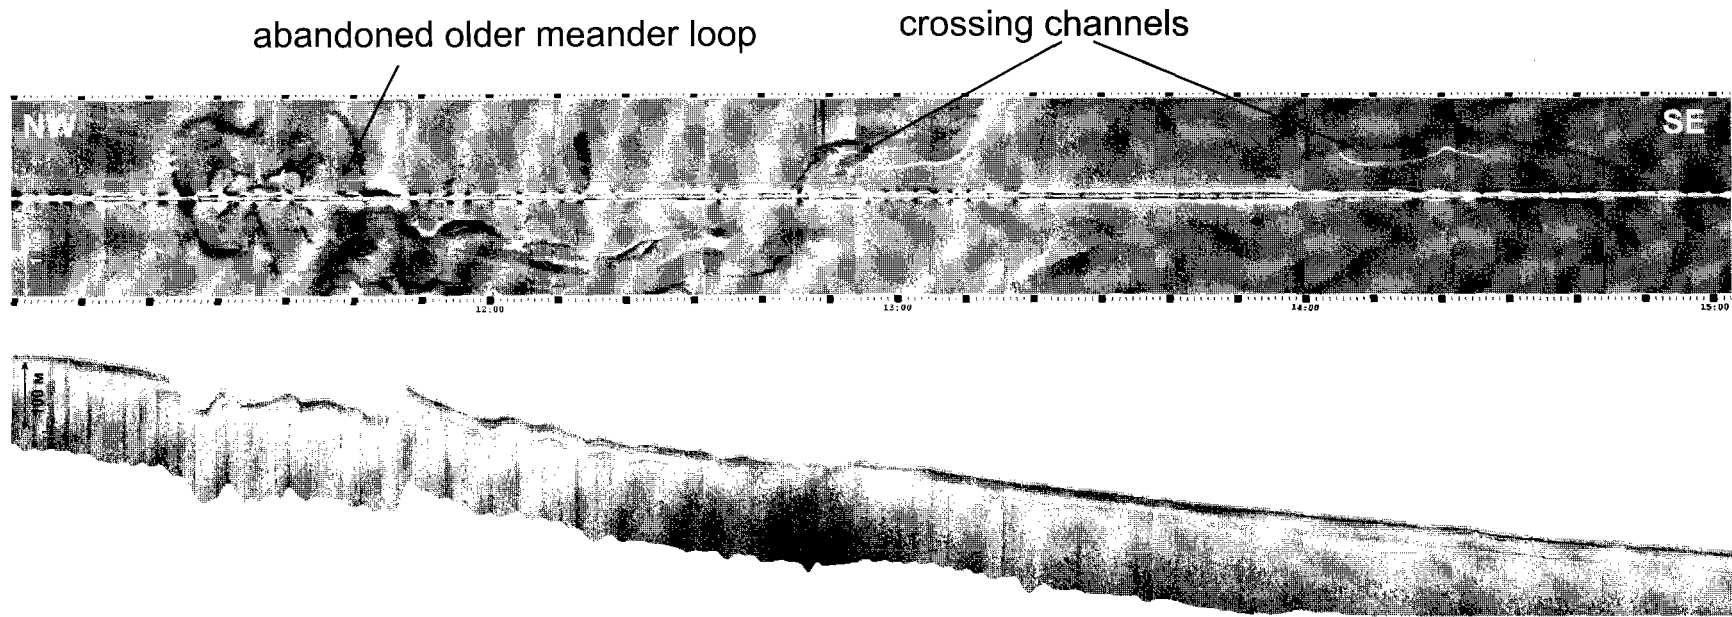 crossing channels
abandoned older meander loop
NW
SE
12:00
13:00
14:00
15:00
100 M